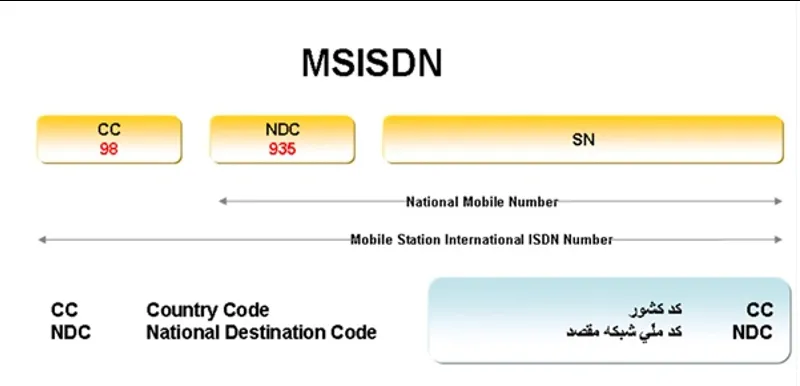 MSISDN
CC
98
NDC
935
SN
National Mobile Number
Mobile Station International ISDN Number
CC Country Code
NDC National Destination Code
کد کشور CC
کد ملّي شبکه مقصد NDC